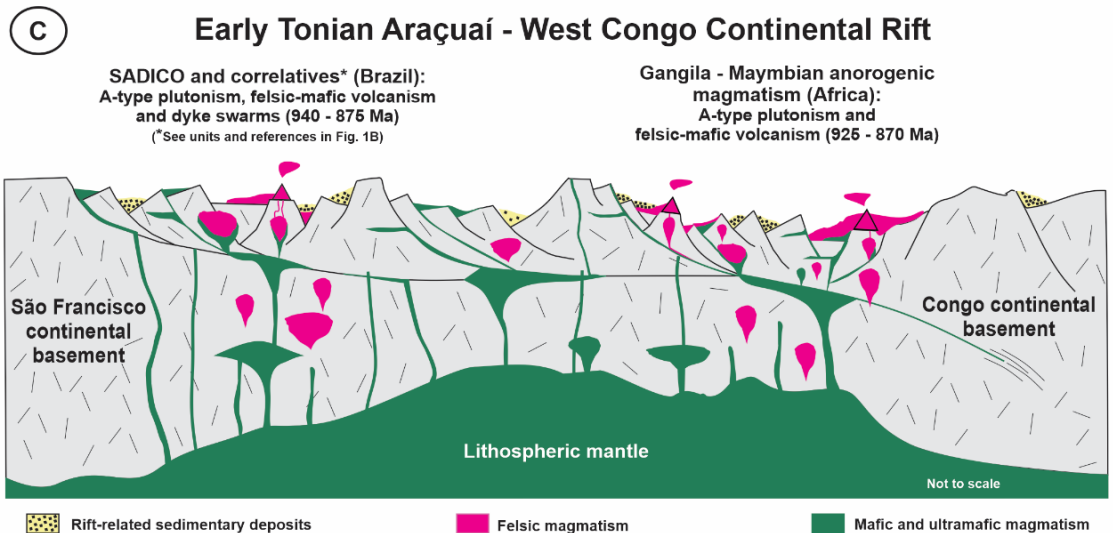 C
Early Tonian Araçuaí - West Congo Continental Rift
SADICO and correlatives* (Brazil):
A-type plutonism, felsic-mafic volcanism
and dyke swarms (940 - 875 Ma)
(*See units and references in Fig. 1B)
Gangila - Maymbian anorogenic
magmatism (Africa):
A-type plutonism and
felsic-mafic volcanism (925 - 870 Ma)
São Francisco
continental
basement
Congo continental
basement
Lithospheric mantle
Not to scale
Rift-related sedimentary deposits
Felsic magmatism
Mafic and ultramafic magmatism